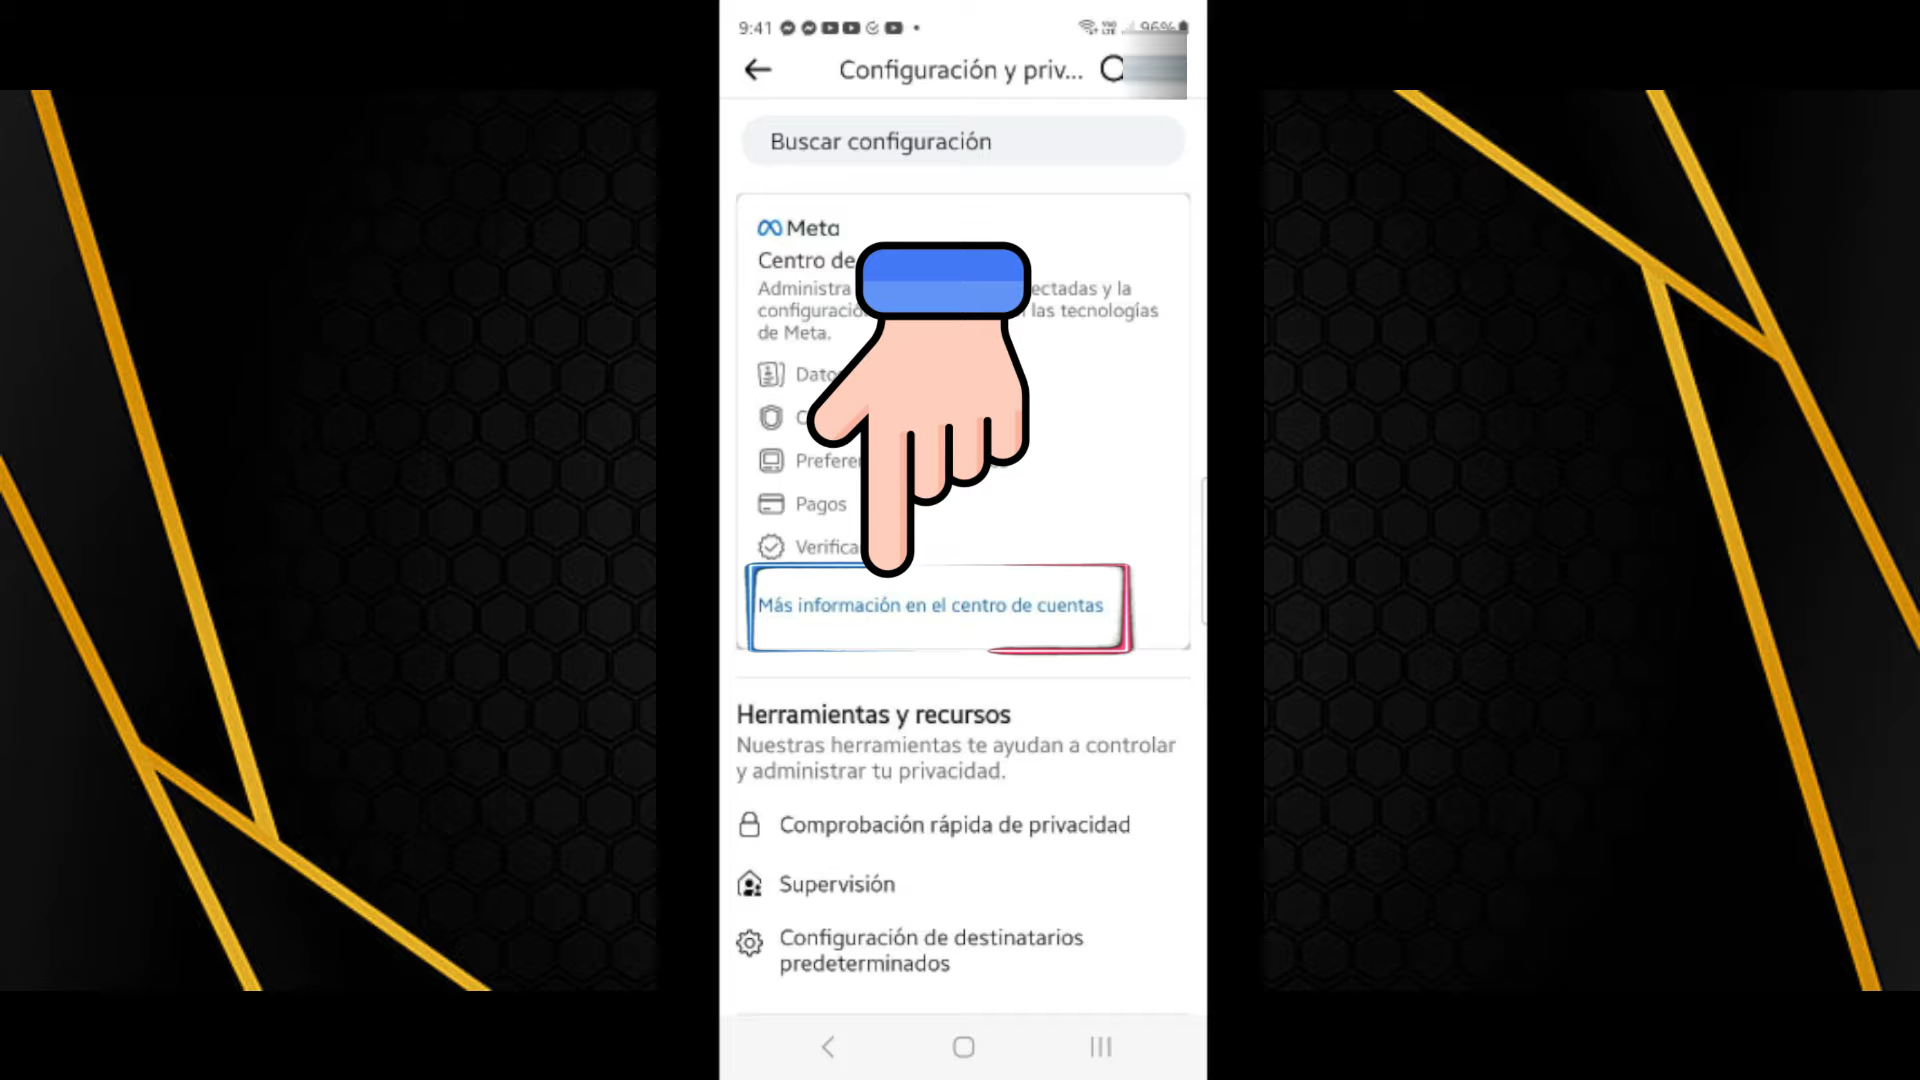 9:41
96%
Configuración y priv...
Buscar configuración
Meta
Centro de
Administra ectadas y la
las tecnologías
de Meta.
Pagos
Más información en el centro de cuentas
Herramientas y recursos
Nuestras herramientas te ayudan a controlar
y administrar tu privacidad.
Comprobación rápida de privacidad
Supervisión
Configuración de destinatarios
predeterminados